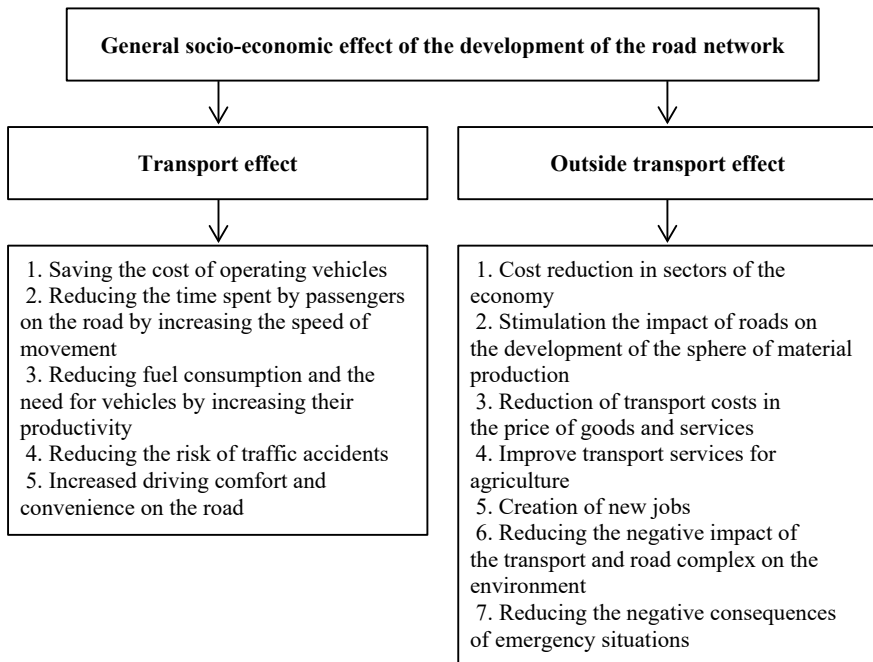 General socio-economic effect of the development of the road network
Transport effect
Outside transport effect
1. Saving the cost of operating vehicles
2. Reducing the time spent by passengers
on the road by increasing the speed of
movement
3. Reducing fuel consumption and the
need for vehicles by increasing their
productivity
4. Reducing the risk of traffic accidents
5. Increased driving comfort and
convenience on the road
1. Cost reduction in sectors of the
economy
2. Stimulation the impact of roads on
the development of the sphere of material
production
3. Reduction of transport costs in
the price of goods and services
4. Improve transport services for
agriculture
5. Creation of new jobs
6. Reducing the negative impact of
the transport and road complex on the
environment
7. Reducing the negative consequences
of emergency situations